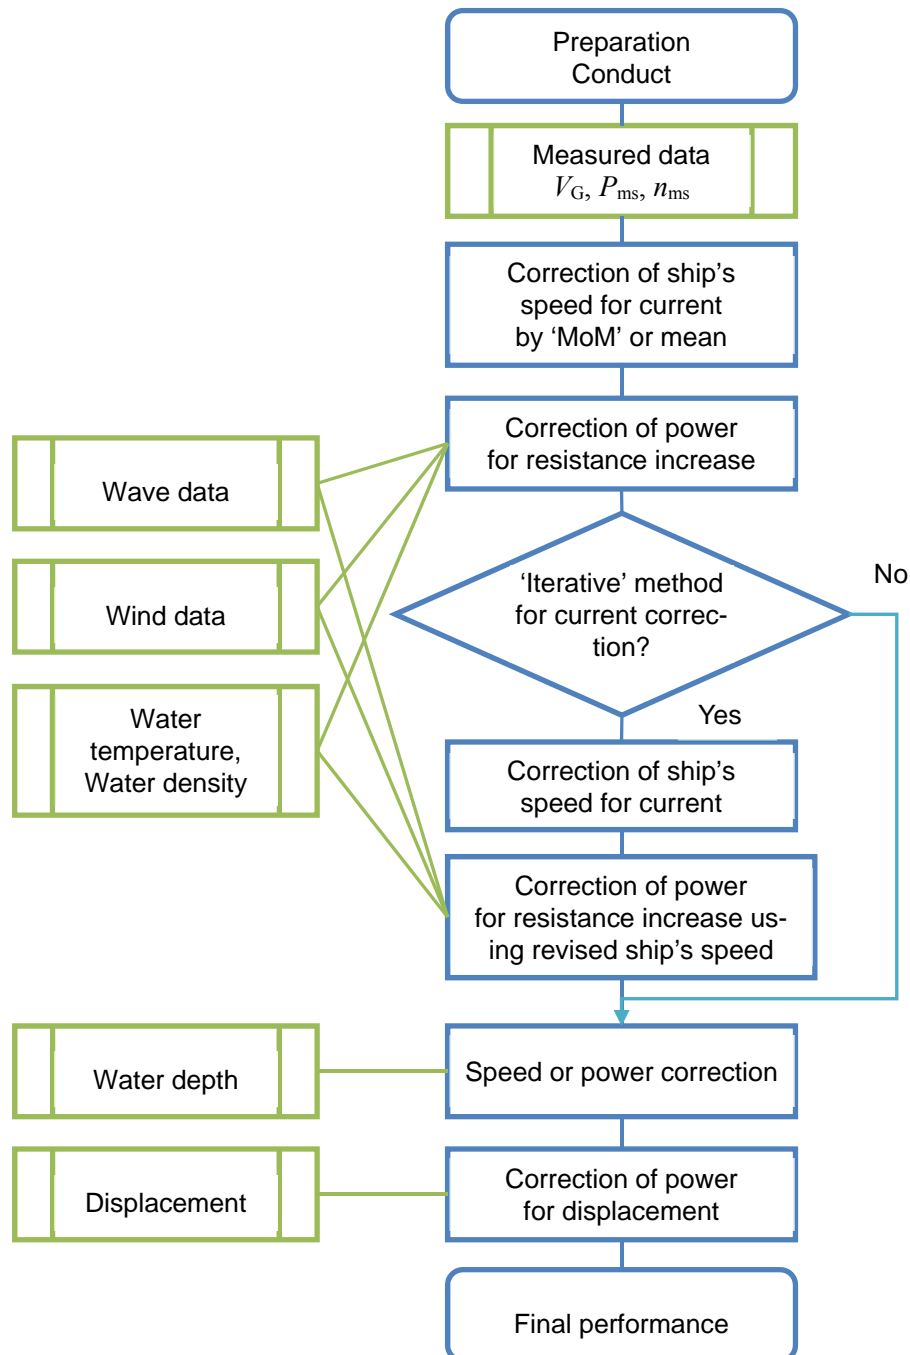 Preparation
Conduct
Measured data
V_G, P_ms, n_ms
Correction of ship’s
speed for current
by ‘MoM’ or mean
Correction of power
for resistance increase
Wave data
‘Iterative’ method
for current correc-
tion?
No
Wind data
Yes
Water
temperature,
Water density
Correction of ship’s
speed for current
Correction of power
for resistance increase us-
ing revised ship’s speed
Water depth
Speed or power correction
Displacement
Correction of power
for displacement
Final performance